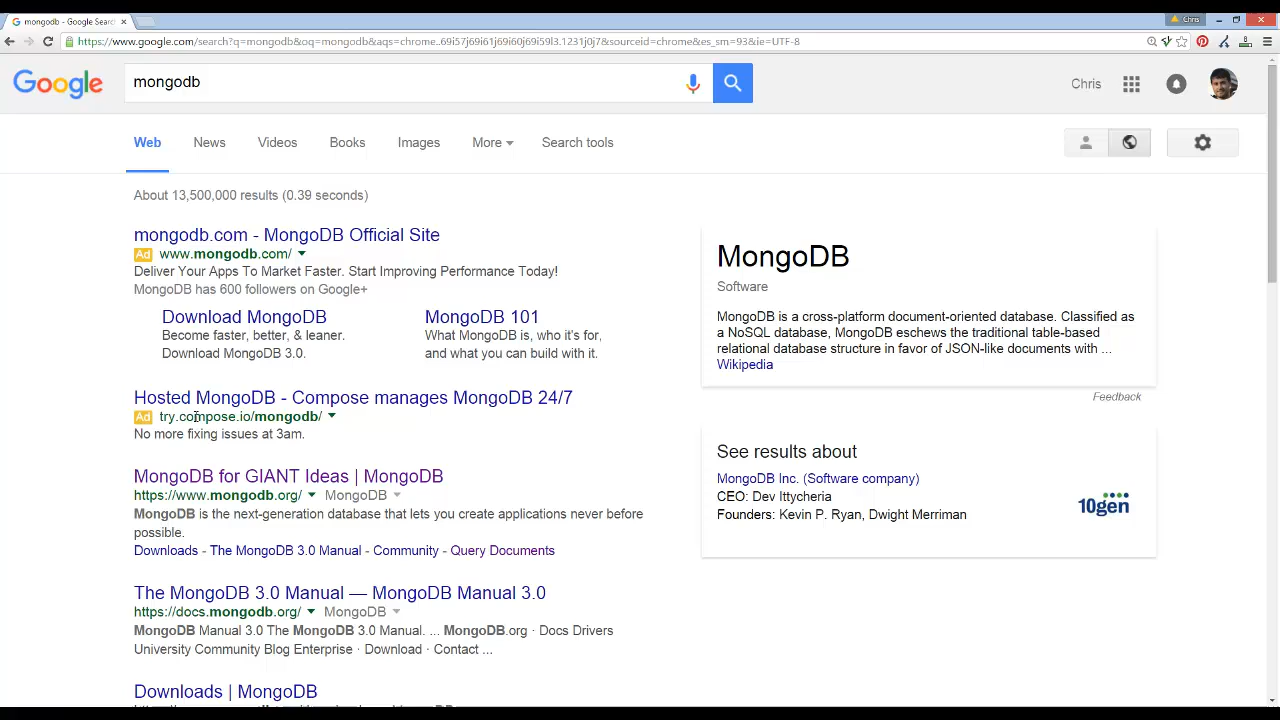 mongodb - Google Search
Chris
https://www.google.com/search?q=mongodb&oq=mongodb&aqs=chrome..69i57j69i61j69i60j69i59l3.1231j0j7&sourceid=chrome&es_sm=93&ie=UTF-8
Google
mongodb
Chris
Web News Videos Books Images More Search tools
About 13,500,000 results (0.39 seconds)
mongodb.com - MongoDB Official Site
Ad www.mongodb.com/
Deliver Your Apps To Market Faster. Start Improving Performance Today!
MongoDB has 600 followers on Google+
Download MongoDB
Become faster, better, & leaner.
Download MongoDB 3.0.
MongoDB 101
What MongoDB is, who it's for,
and what you can build with it.
Hosted MongoDB - Compose manages MongoDB 24/7
Ad try.compose.io/mongodb/
No more fixing issues at 3am.
MongoDB for GIANT Ideas | MongoDB
https://www.mongodb.org/ MongoDB
MongoDB is the next-generation database that lets you create applications never before
possible.
Downloads - The MongoDB 3.0 Manual - Community - Query Documents
The MongoDB 3.0 Manual — MongoDB Manual 3.0
https://docs.mongodb.org/ MongoDB
MongoDB Manual 3.0 The MongoDB 3.0 Manual. ... MongoDB.org · Docs Drivers
University Community Blog Enterprise · Download · Contact ...
Downloads | MongoDB
MongoDB
Software
MongoDB is a cross-platform document-oriented database. Classified as
a NoSQL database, MongoDB eschews the traditional table-based
relational database structure in favor of JSON-like documents with ...
Wikipedia
Feedback
See results about
MongoDB Inc. (Software company)
CEO: Dev Ittycheria
Founders: Kevin P. Ryan, Dwight Merriman
10gen